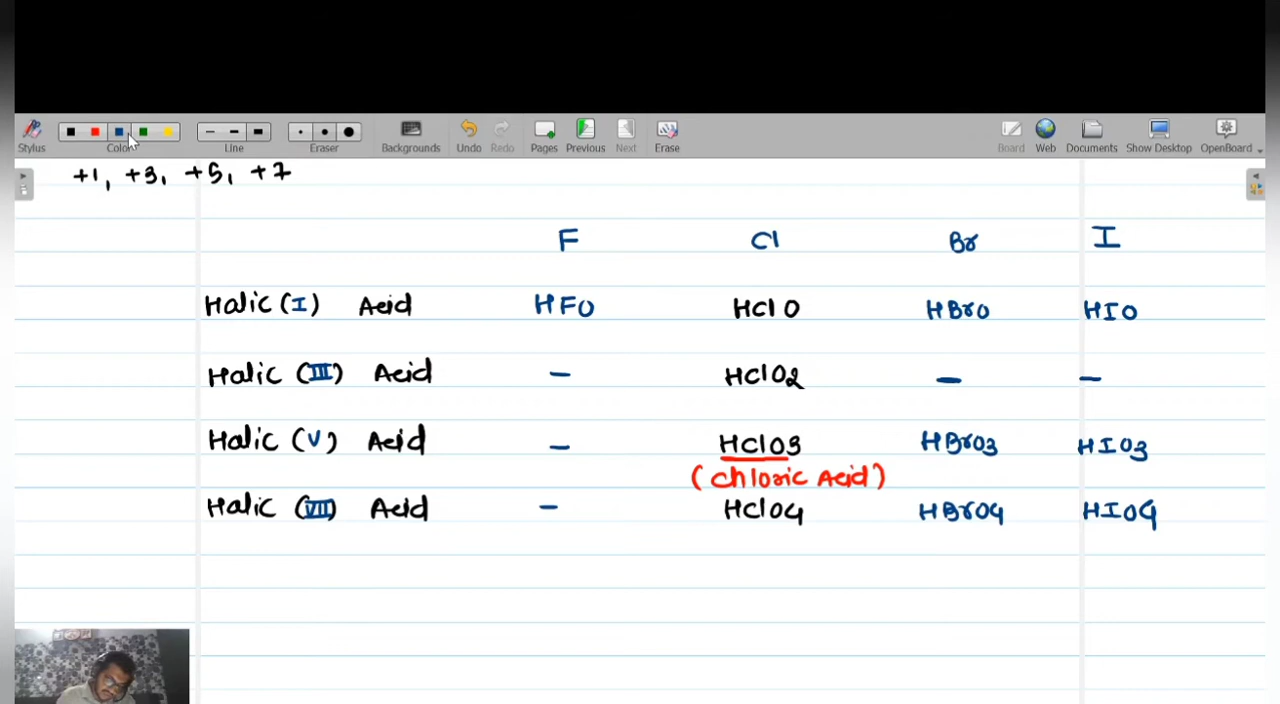 Stylus Color Line Eraser Backgrounds Undo Redo Pages Previous Next Erase Board Web Documents Show Desktop OpenBoard
+1, +3, +5, +7
F Cl Br I
Halic (I) Acid HFO HClO HBrO HIO
Halic (III) Acid – HClO2 – –
Halic (V) Acid – HClO3 HBrO3 HIO3
(Chloric Acid)
Halic (VII) Acid – HClO4 HBrO4 HIO4